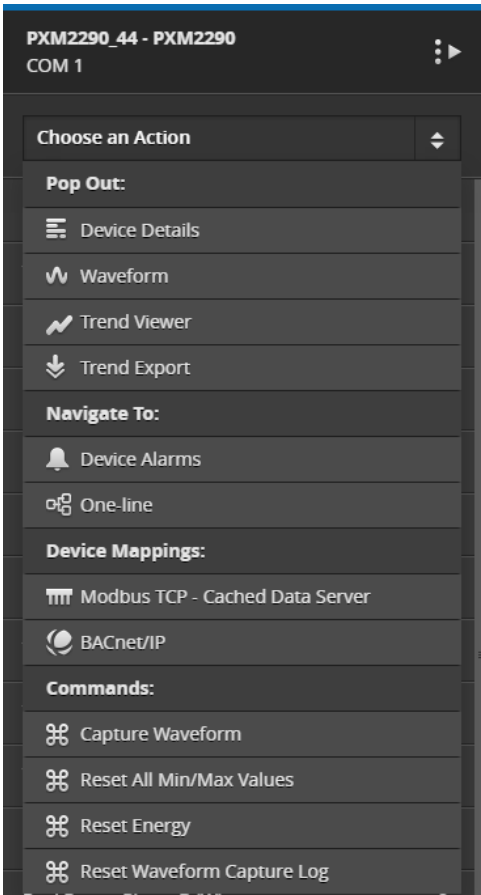 PXM2290_44 - PXM2290
COM 1
Choose an Action
Pop Out:
Device Details
Waveform
Trend Viewer
Trend Export
Navigate To:
Device Alarms
One-line
Device Mappings:
Modbus TCP - Cached Data Server
BACnet/IP
Commands:
Capture Waveform
Reset All Min/Max Values
Reset Energy
Reset Waveform Capture Log